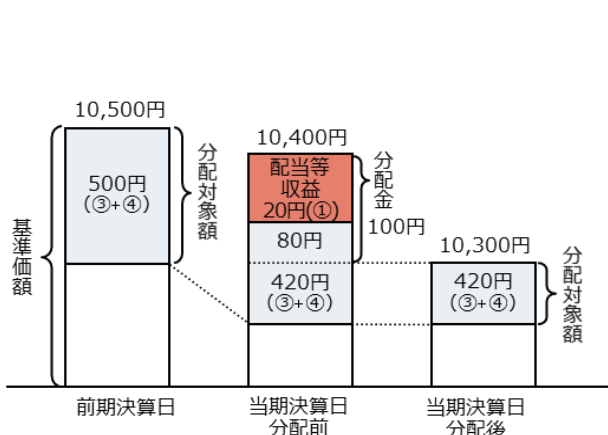 10,500円
500円
(③+④)
分配対象額
基準価額
前期決算日
10,400円
配当等
収益
20円(①)
80円
420円
(③+④)
分配金
100円
当期決算日
分配前
10,300円
420円
(③+④)
分配対象額
当期決算日
分配後